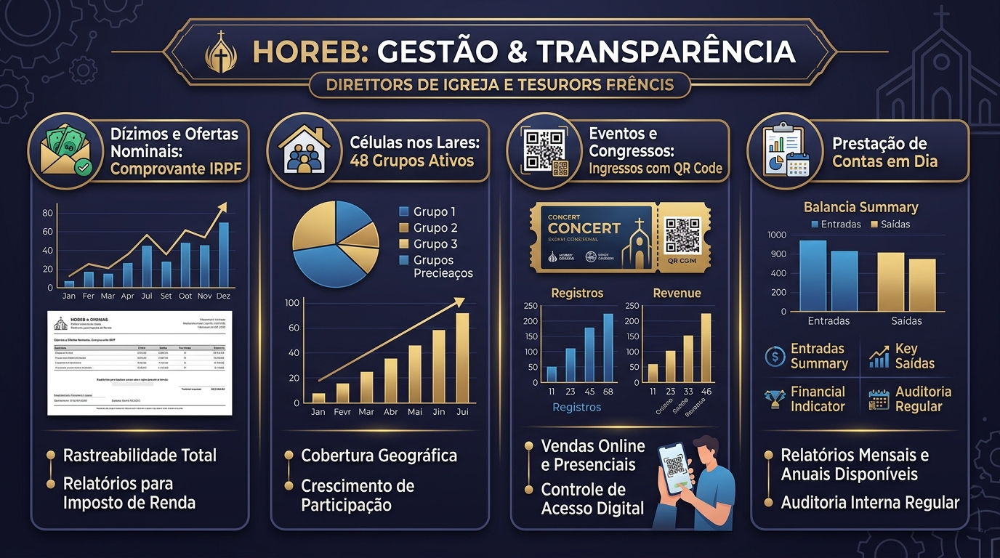 HOREB: GESTÃO & TRANSPARÊNCIA
DIRETTORS DE IGREJA E TESURORS FRÊNCIS
Dízimos e Ofertas
Nominais:
Comprovante IRPF
80
60
40
20
0
Jan Fer Mar Apr Jul Set Oot Nov Dez
HOREB e OMINIAS.
Rastreabilidade Total
Relatórios para
Imposto de Renda
Células nos Lares:
48 Grupos Ativos
Grupo 1
Grupo 2
Grupo 3
Grupos
Precieaços
100
60
40
20
0
Jan Fevr Mar Abr Mai Jin Jui
Cobertura Geográfica
Crescimento de
Participação
Eventos e
Congressos:
Ingressos com QR Code
CONCERT
CONCERT
QR CGM
Registros
250
200
150
100
50
0
11 23 45 68
Registros
Revenue
250
200
150
100
50
0
11 23 33 46
Vendas Online
e Presenciais
Controle de
Acesso Digital
Prestação de
Contas em Dia
Balancia Summary
Entradas Saídas
1000
900
400
200
0
Entradas Saídas
Entradas
Summary
Key
Saídas
Financial
Indicator
Auditoria
Regular
Relatórios Mensais e
Anuais Disponíveis
Auditoria Interna Regular